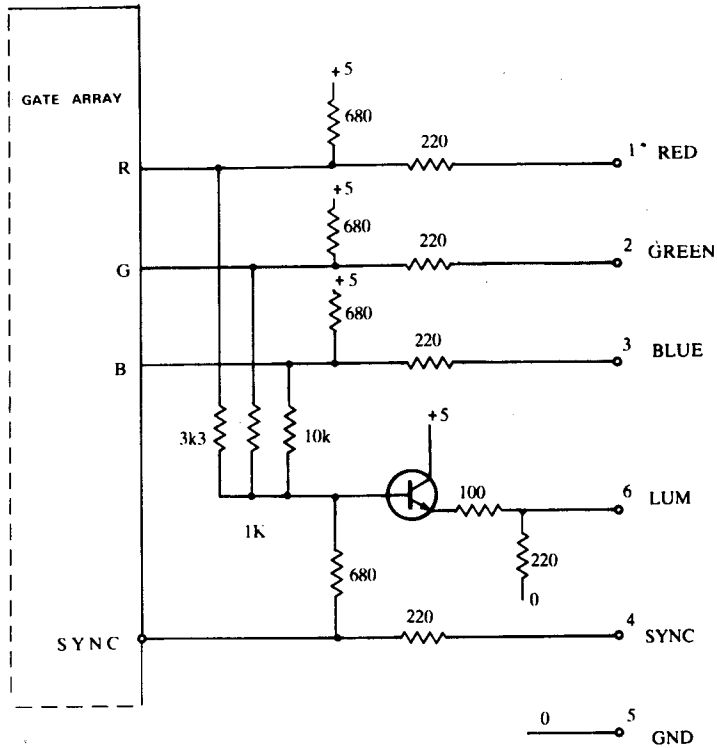 +5
GATE ARRAY
680
220
1 RED
R
+5
680
220
2
GREEN
G
+5
680
220
3
BLUE
B
3k3
10k
+5
100
6
LUM
1K
680
220
0
220
4
SYNC
SYNC
0
5
GND